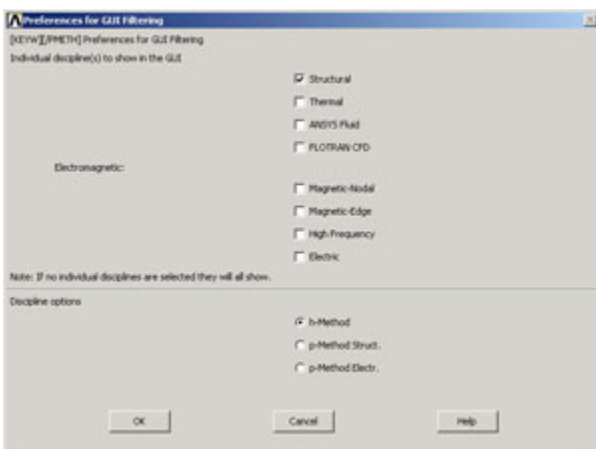 Preferences for GUI Filtering
[KEYW][/PMETH] Preferences for GUI Filtering
Individual discipline(s) to show in the GUI
Structural
Thermal
ANSYS Fluid
FLOTRAN CFD
Electromagnetic:
Magnetic-Nodal
Magnetic-Edge
High Frequency
Electric
Note: If no individual disciplines are selected they will all show.
Discipline options
h-Method
p-Method Struct.
p-Method Electr.
OK Cancel Help